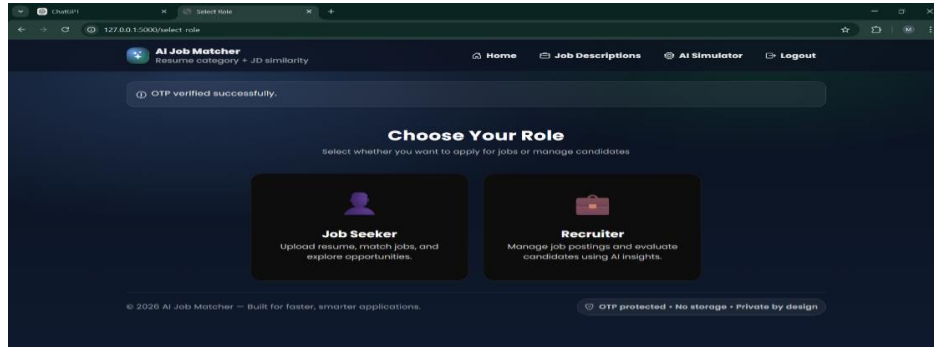 ChatGPT
Select Role
127.0.0.1:5000/select role
M
AI Job Matcher
Resume category + JD similarity
Home
Job Descriptions
AI Simulator
Logout
OTP verified successfully.
Choose Your Role
Select whether you want to apply for jobs or manage candidates
Job Seeker
Upload resume, match jobs, and
explore opportunities.
Recruiter
Manage job postings and evaluate
candidates using AI insights.
© 2026 AI Job Matcher — Built for faster, smarter applications.
OTP protected • No storage • Private by design